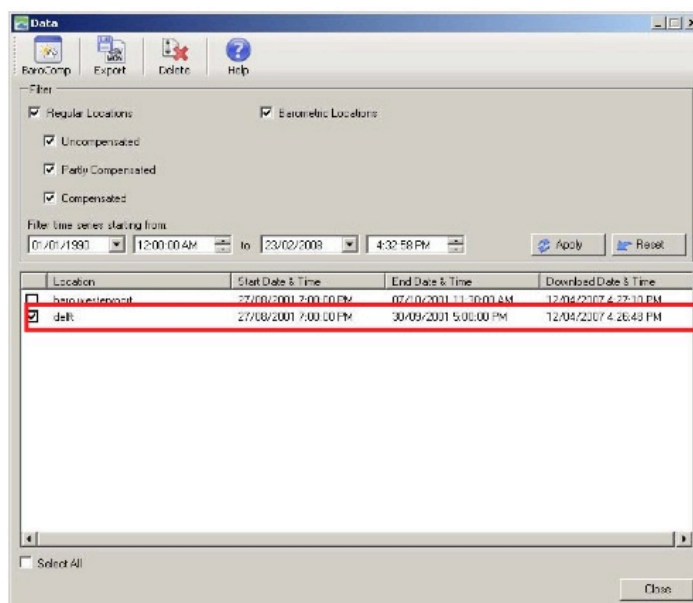 Data
BaroComp Export Delete Help
Filter
Regular Locations Barometric Locations
Uncompensated
Partly Compensated
Compensated
Filter time series starting from:
01/01/1990 12:00:00 AM to 23/02/2008 4:32:58 PM Apply Reset
Location Start Date & Time End Date & Time Download Date & Time
27/08/2001 7:00:00 PM 07/10/2001 11:30:00 AM 12/04/2007 4:27:10 PM
delft 27/08/2001 7:00:00 PM 30/09/2001 5:00:00 PM 12/04/2007 4:26:48 PM
Select All
Close